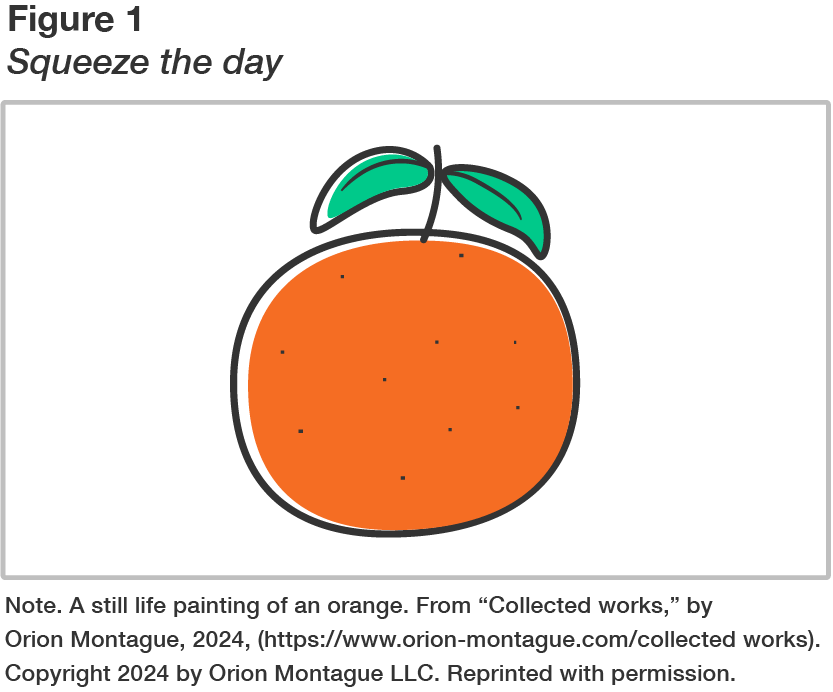 Figure 1
Squeeze the day
Note. A still life painting of an orange. From “Collected works,” by
Orion Montague, 2024, (https://www.orion-montague.com/collected works).
Copyright 2024 by Orion Montague LLC. Reprinted with permission.